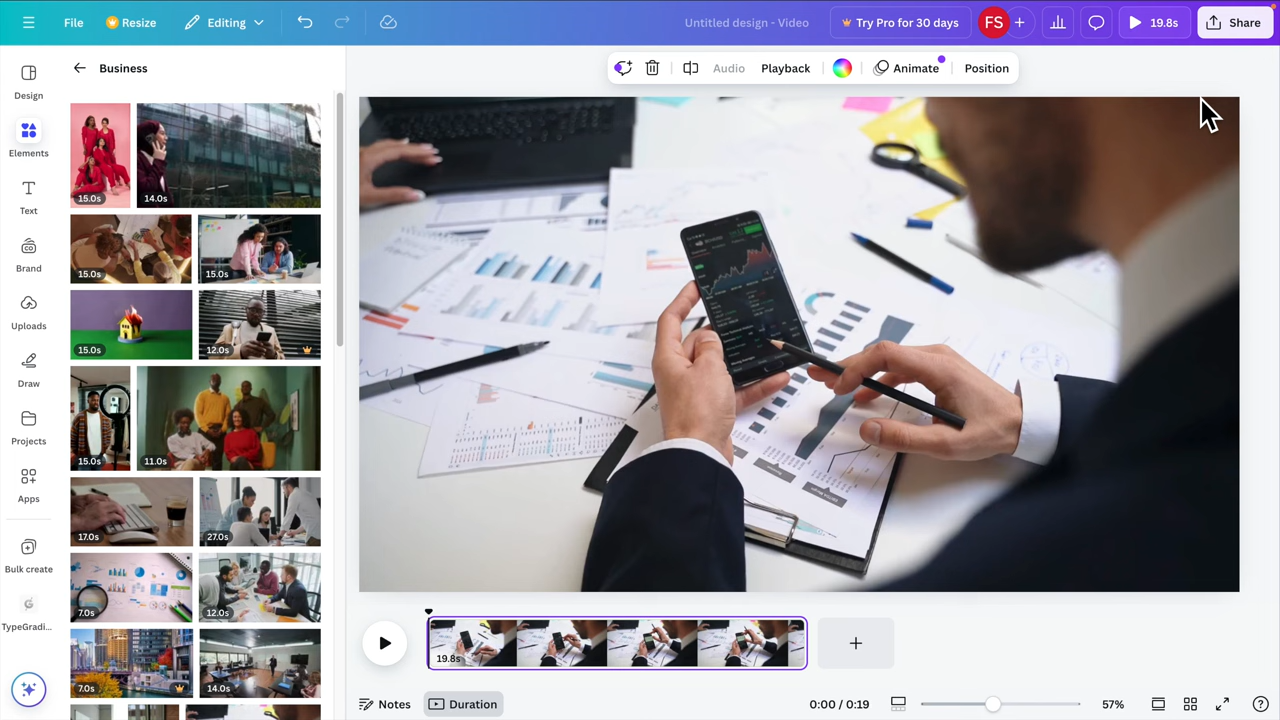 File
Resize
Editing
Untitled design - Video
Try Pro for 30 days
FS
19.8s
Share
Design
Elements
Text
Brand
Uploads
Draw
Projects
Apps
Bulk create
TypeGradi...
Business
15.0s
14.0s
15.0s
15.0s
15.0s
12.0s
15.0s
11.0s
17.0s
27.0s
7.0s
12.0s
7.0s
14.0s
Audio
Playback
Animate
Position
19.8s
Notes
Duration
0:00 / 0:19
57%